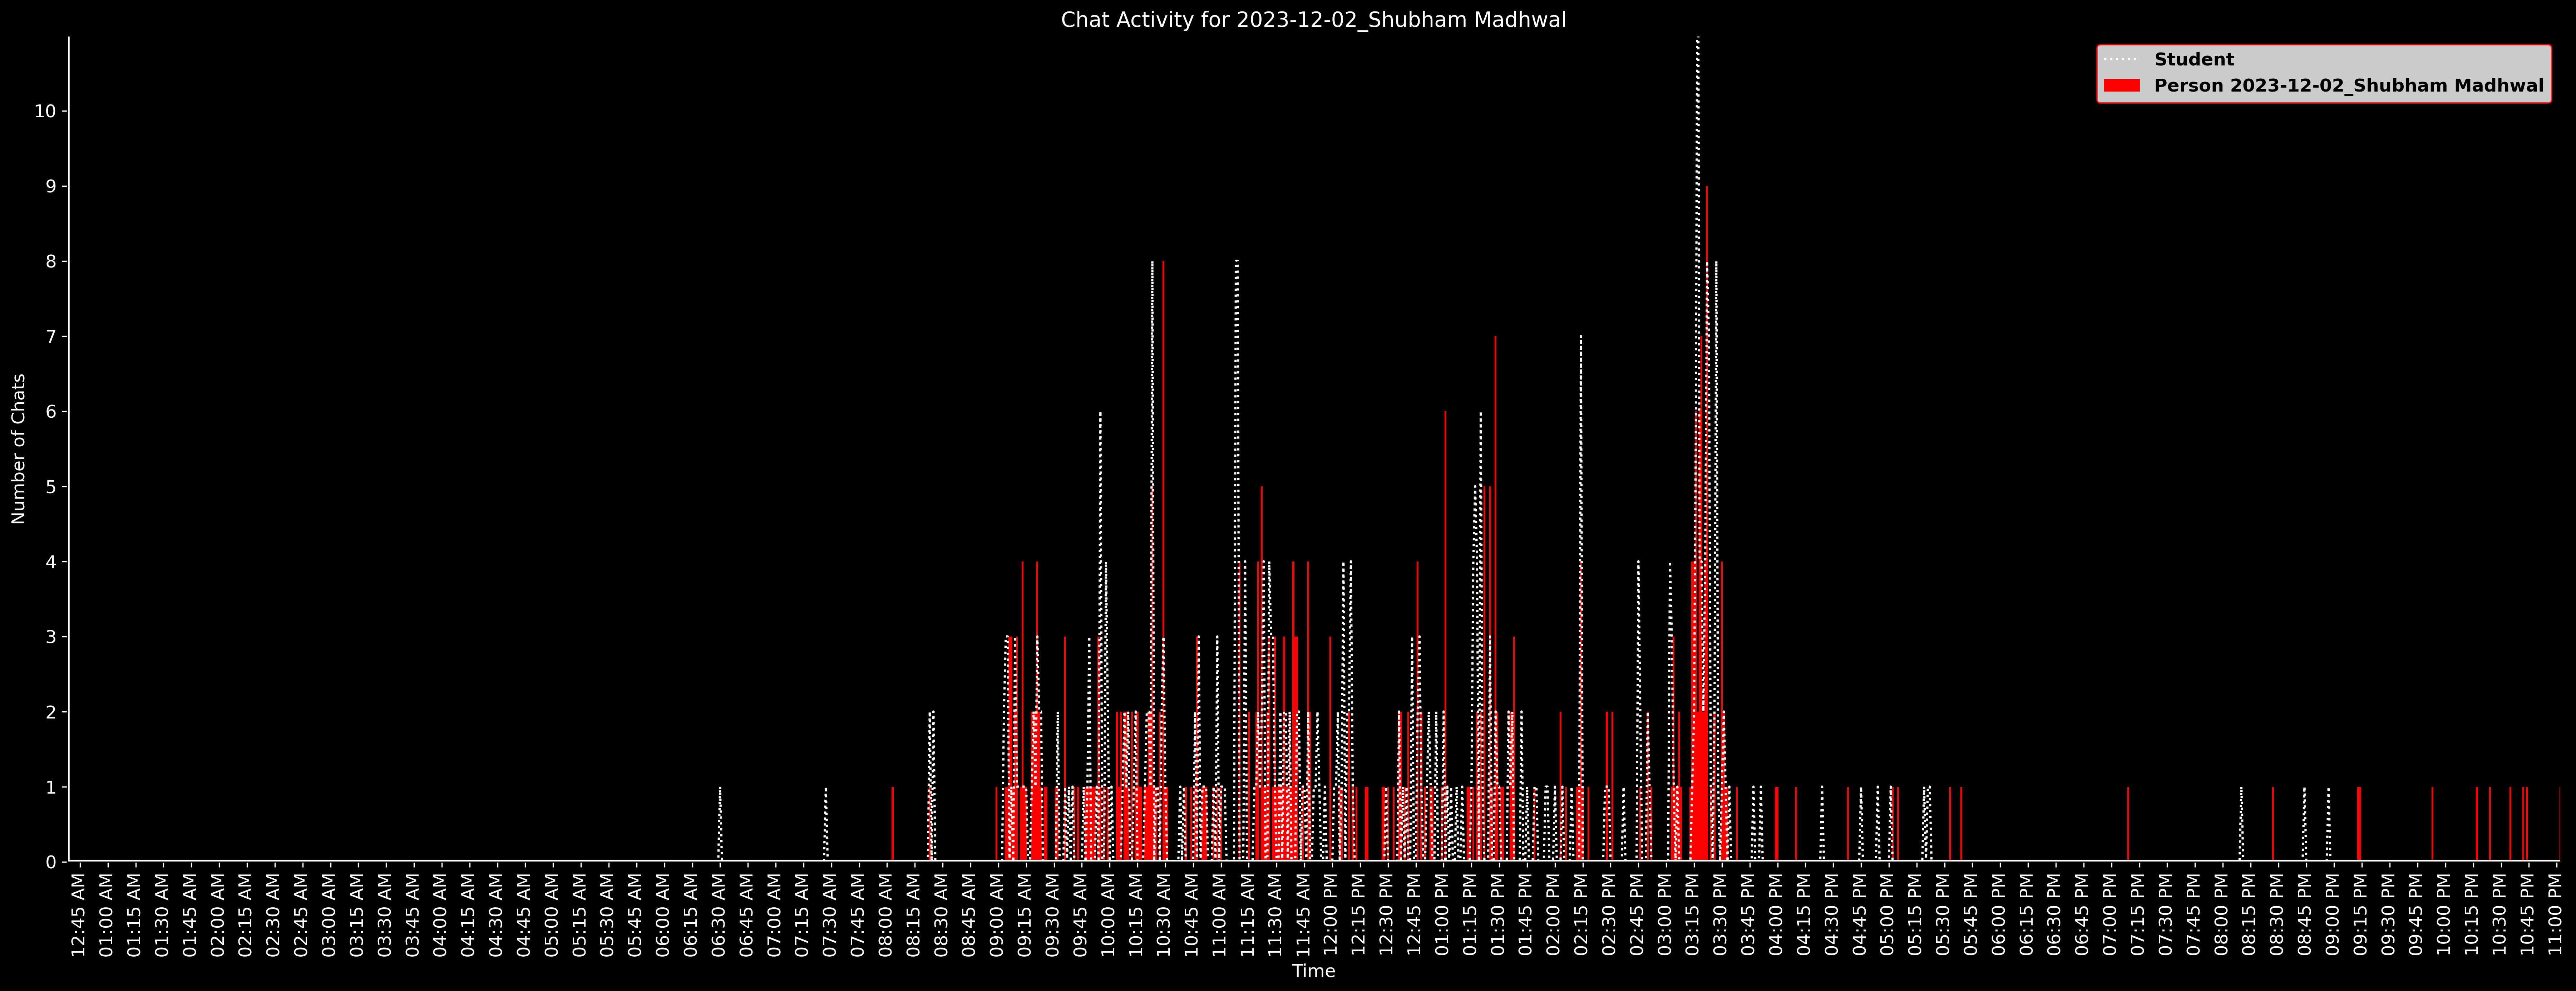 Chat Activity for 2023-12-02_Shubham Madhwal
Student
Person 2023-12-02_Shubham Madhwal
Number of Chats
10
9
8
7
6
5
4
3
2
1
0
12:45 AM
01:00 AM
01:15 AM
01:30 AM
01:45 AM
02:00 AM
02:15 AM
02:30 AM
02:45 AM
03:00 AM
03:15 AM
03:30 AM
03:45 AM
04:00 AM
04:15 AM
04:30 AM
04:45 AM
05:00 AM
05:15 AM
05:30 AM
05:45 AM
06:00 AM
06:15 AM
06:30 AM
06:45 AM
07:00 AM
07:15 AM
07:30 AM
07:45 AM
08:00 AM
08:15 AM
08:30 AM
08:45 AM
09:00 AM
09:15 AM
09:30 AM
09:45 AM
10:00 AM
10:15 AM
10:30 AM
10:45 AM
11:00 AM
11:15 AM
11:30 AM
11:45 AM
12:00 PM
12:15 PM
12:30 PM
12:45 PM
01:00 PM
01:15 PM
01:30 PM
01:45 PM
02:00 PM
02:15 PM
02:30 PM
02:45 PM
03:00 PM
03:15 PM
03:30 PM
03:45 PM
04:00 PM
04:15 PM
04:30 PM
04:45 PM
05:00 PM
05:15 PM
05:30 PM
05:45 PM
06:00 PM
06:15 PM
06:30 PM
06:45 PM
07:00 PM
07:15 PM
07:30 PM
07:45 PM
08:00 PM
08:15 PM
08:30 PM
08:45 PM
09:00 PM
09:15 PM
09:30 PM
09:45 PM
10:00 PM
10:15 PM
10:30 PM
10:45 PM
11:00 PM
Time